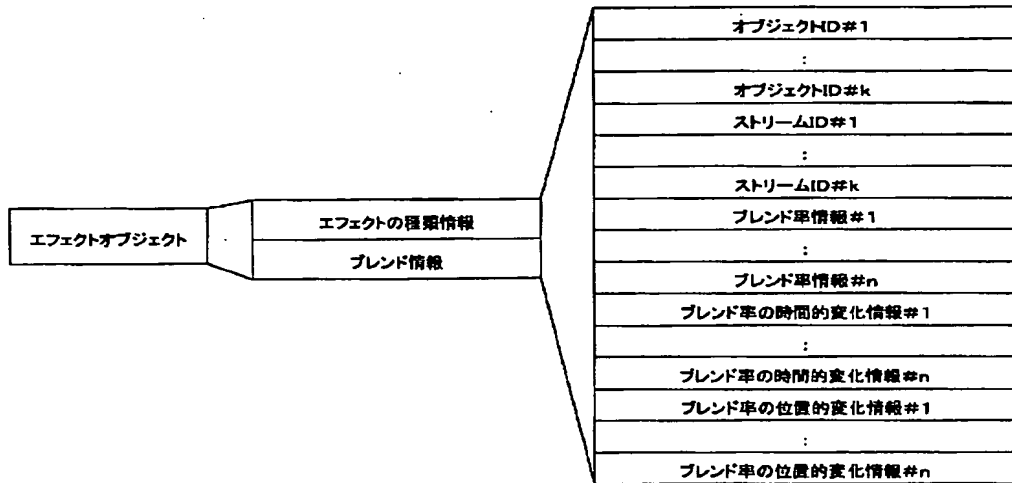 エフェクトオブジェクト
エフェクトの種類情報
ブレンド情報
オブジェクトID#1
:
オブジェクトID#k
ストリームID#1
:
ストリームID#k
ブレンド率情報#1
:
ブレンド率情報#n
ブレンド率の時間的変化情報#1
:
ブレンド率の時間的変化情報#n
ブレンド率の位置的変化情報#1
:
ブレンド率の位置的変化情報#n